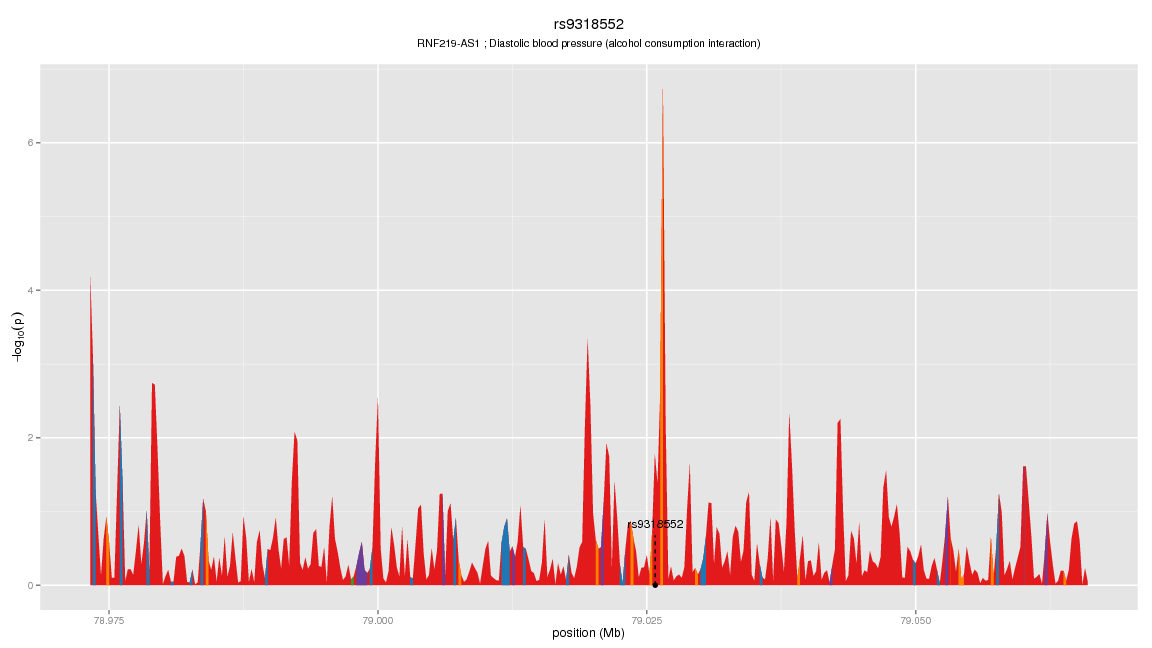 rs9318552
RNF219-AS1 ; Diastolic blood pressure (alcohol consumption interaction)
6
4
2
0
−log10(p)
rs9318552
78.975
79.000
79.025
79.050
position (Mb)